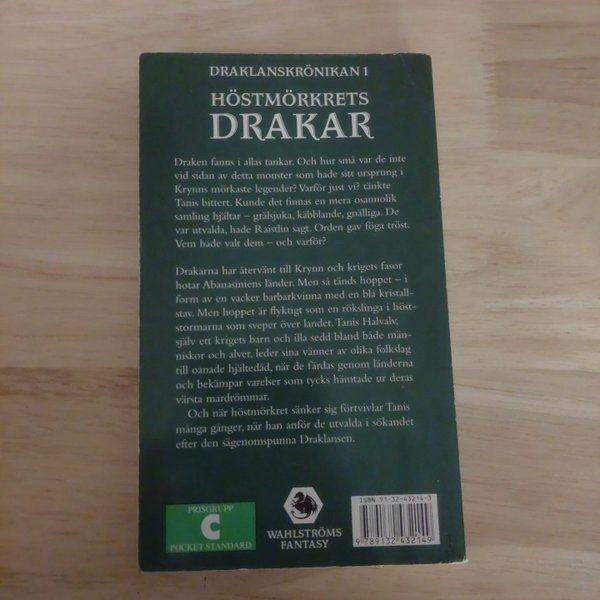 DRAKLANSKRÖNIKAN 1
HÖSTMÖRKRETS
DRAKAR
Draken fanns i allas tankar. Och hur små var de inte
vid sidan av detta monster som hade sitt ursprung i
Krynns mörkaste legender? Varför just vi? tänkte
Tanis bittert. Kunde det finnas en mera osannolik
samling hjältar – grälsjuka, käbblande, gnälliga. De
var utvalda, hade Raistlin sagt. Orden gav föga tröst.
Vem hade valt dem – och varför?
Drakarna har återvänt till Krynn och krigets fasor
hotar Abanasiniens länder. Men så tänds hoppet – i
form av en vacker barbarkvinna med en blå kristall-
stav. Men hoppet är flyktigt som en rökslinga i höst-
stormarna som sveper över landet. Tanis Halvalv,
själv ett krigets barn och illa sedd bland både män-
niskor och alver, leder sina vänner av olika folkslag
till oanade hjältedåd, när de färdas genom länderna
och bekämpar varelser som tycks hämtade ur deras
värsta mardrömmar.
Och när höstmörkret sänker sig förtvivlar Tanis
många gånger, när han anför de utvalda i sökandet
efter den sägenomspunna Draklansen.
PRISGRUPP
C
POCKET STANDARD
WAHLSTRÖMS
FANTASY
ISBN 91-32-43214-3
9 789132 432149